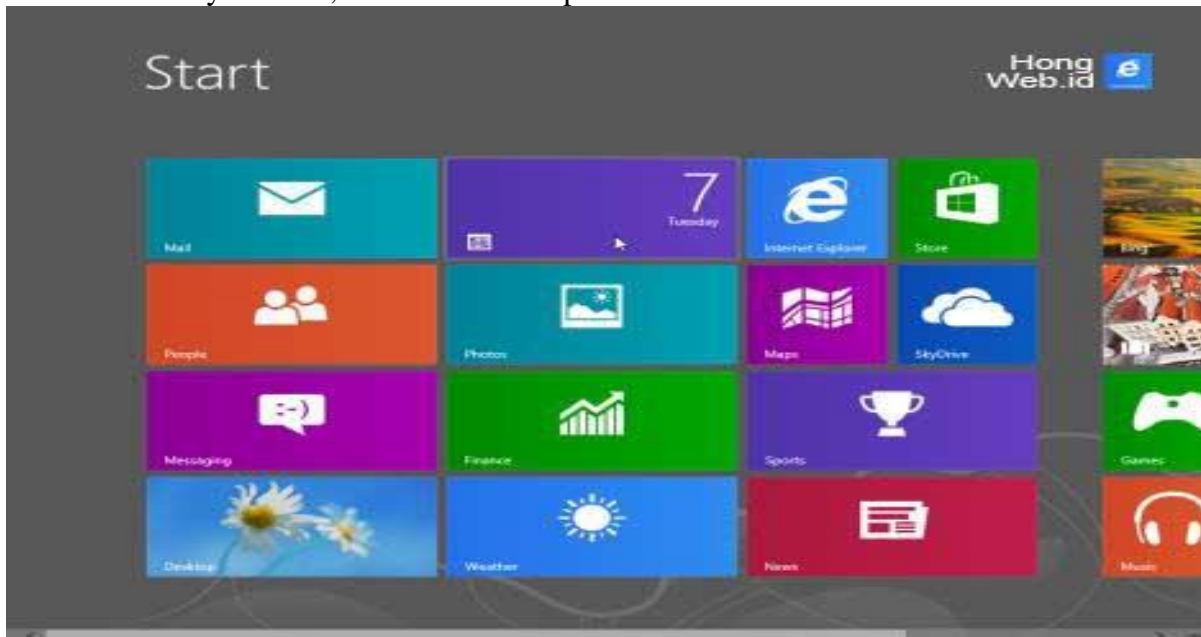 Start
Hong
Web.id
Mail
7
Tuesday
Internet Explorer
Store
Bing
People
Photos
Maps
SkyDrive
Messaging
Finance
Sports
Games
Desktop
Weather
News
Music